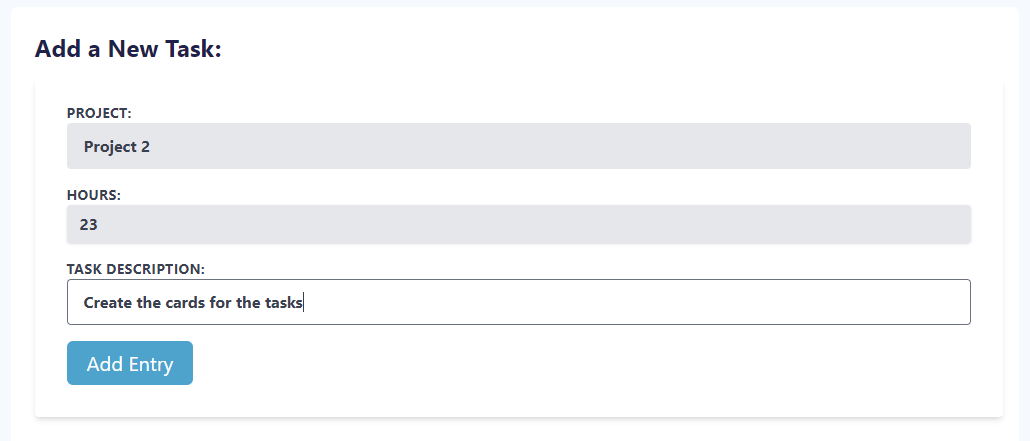 Add a New Task:
PROJECT:
Project 2
HOURS:
23
TASK DESCRIPTION:
Create the cards for the tasks
Add Entry